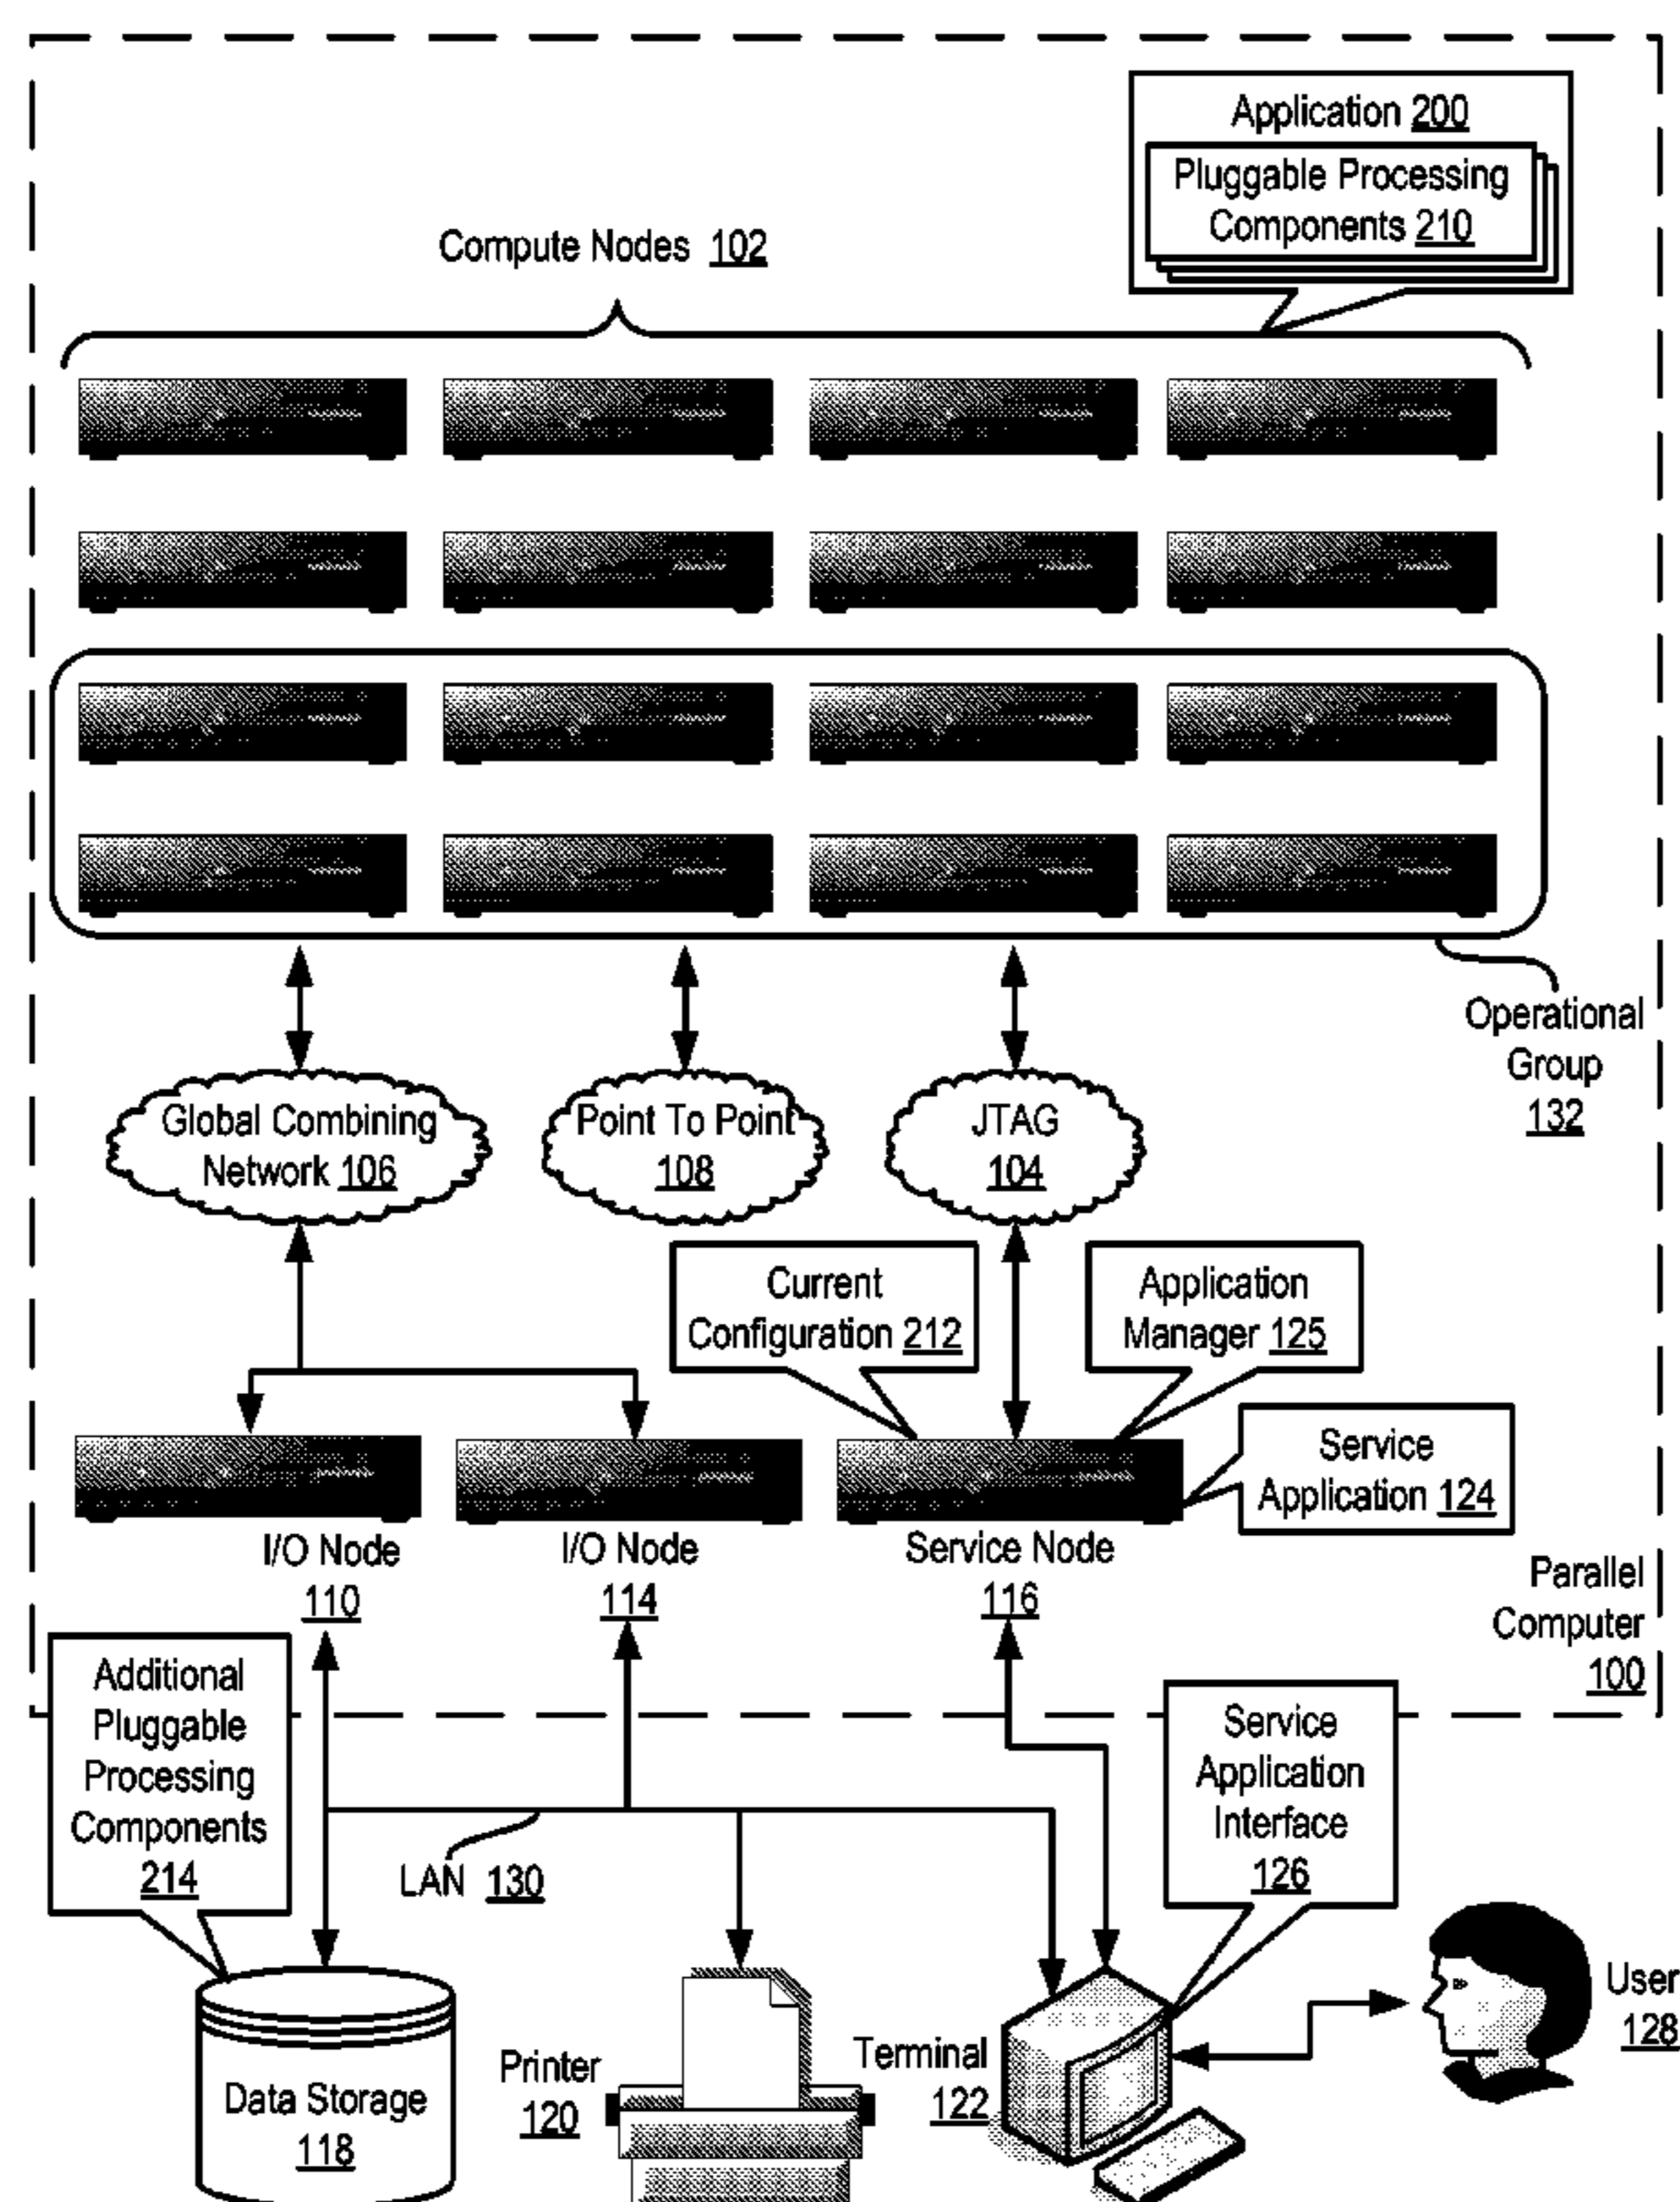 Application 200
Pluggable Processing
Components 210
Compute Nodes 102
Operational
Group
132
Global Combining
Network 106
Point To Point
108
JTAG
104
Current
Configuration 212
Application
Manager 125
Service
Application 124
I/O Node
110
I/O Node
114
Service Node
116
Parallel
Computer
100
Additional
Pluggable
Processing
Components
214
Service
Application
Interface
126
LAN 130
Data Storage
118
Printer
120
Terminal
122
User
128